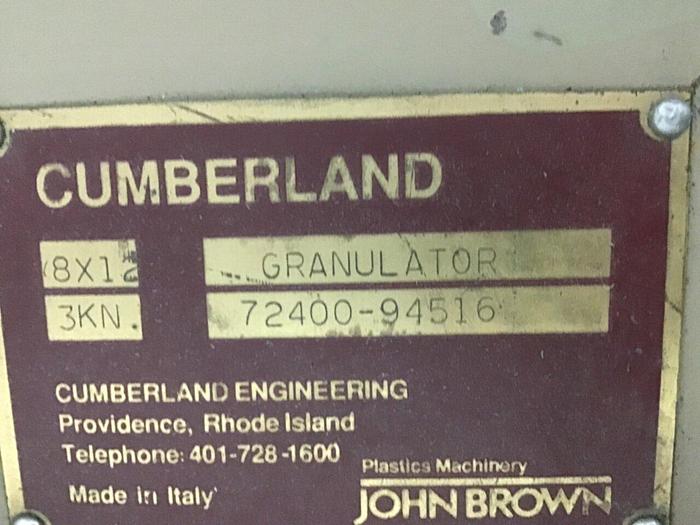 CUMBERLAND
8X12 GRANULATOR
3KN. 72400-94516
CUMBERLAND ENGINEERING
Providence, Rhode Island
Telephone: 401-728-1600
Plastics Machinery
Made in Italy
JOHN BROWN